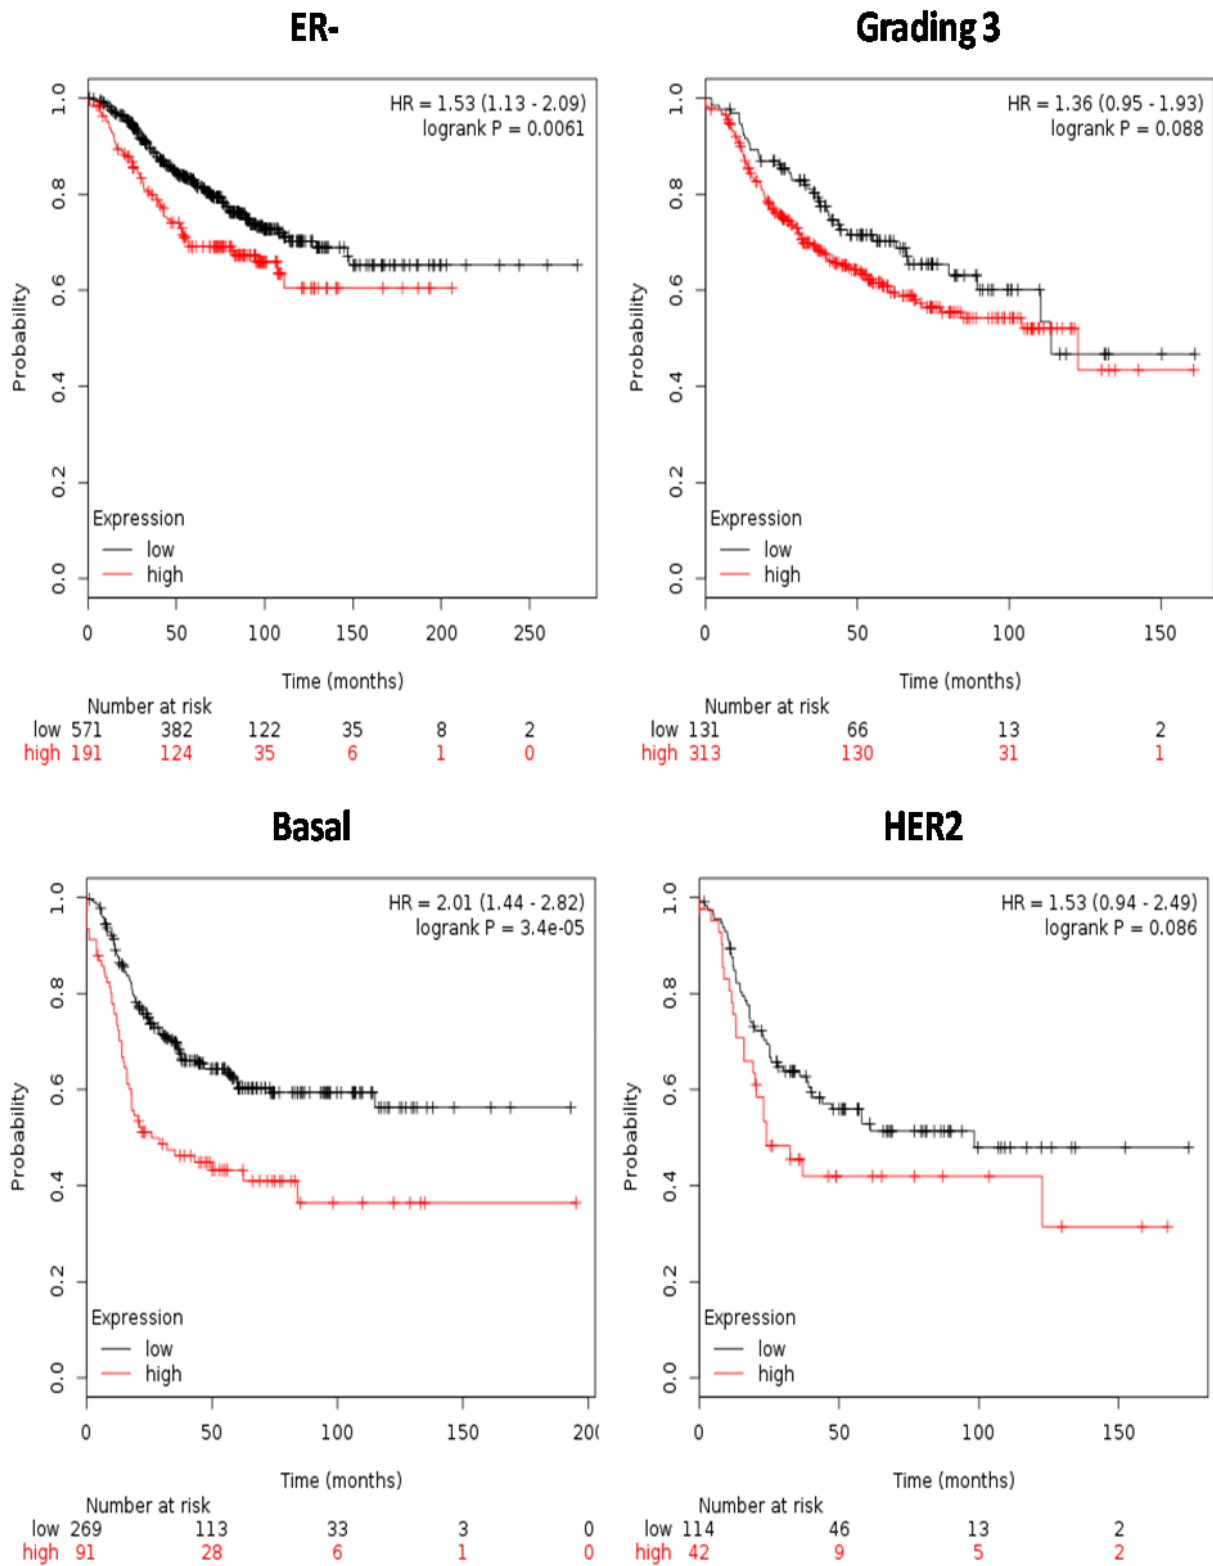 ER-
HR = 1.53 (1.13 - 2.09)
logrank P = 0.0061
Probability
1.0
0.8
0.6
0.4
0.2
0.0
Expression
low
high
0 50 100 150 200 250
Time (months)
Number at risk
low 571 382 122 35 8 2
high 191 124 35 6 1 0
Grading 3
HR = 1.36 (0.95 - 1.93)
logrank P = 0.088
Probability
1.0
0.8
0.6
0.4
0.2
0.0
Expression
low
high
0 50 100 150
Time (months)
Number at risk
low 131 66 13 2
high 313 130 31 1
Basal
HR = 2.01 (1.44 - 2.82)
logrank P = 3.4e-05
Probability
1.0
0.8
0.6
0.4
0.2
0.0
Expression
low
high
0 50 100 150 200
Time (months)
Number at risk
low 269 113 33 3 0
high 91 28 6 1 0
HER2
HR = 1.53 (0.94 - 2.49)
logrank P = 0.086
Probability
1.0
0.8
0.6
0.4
0.2
0.0
Expression
low
high
0 50 100 150
Time (months)
Number at risk
low 114 46 13 2
high 42 9 5 2